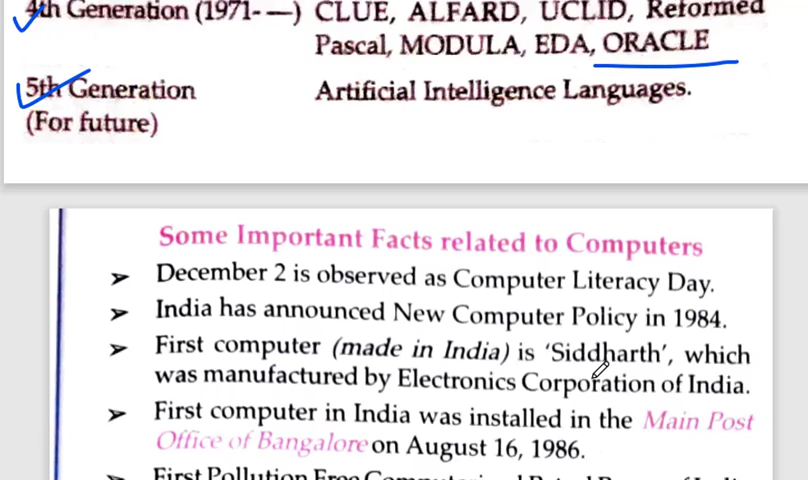 4th Generation (1971- —) CLUE, ALFARD, UCLID, Reformed
Pascal, MODULA, EDA, ORACLE
5th Generation Artificial Intelligence Languages.
(For future)
Some Important Facts related to Computers
➢ December 2 is observed as Computer Literacy Day.
➢ India has announced New Computer Policy in 1984.
➢ First computer (made in India) is 'Siddharth', which
was manufactured by Electronics Corporation of India.
➢ First computer in India was installed in the Main Post
Office of Bangalore on August 16, 1986.
➢ First Pollution Free